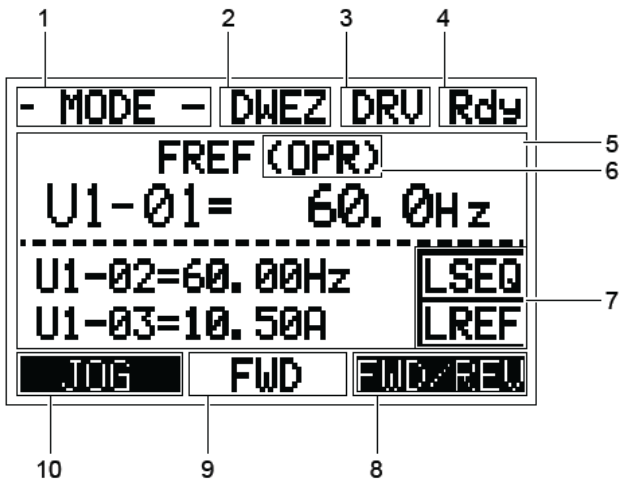 1 2 3 4
- MODE - DWEZ DRV Rdy
FREF (OPR)
5
6
U1-01= 60.0Hz
U1-02=60.00Hz LSEQ
7
U1-03=10.50A LREF
JOG FWD FWD/REV
10 9 8